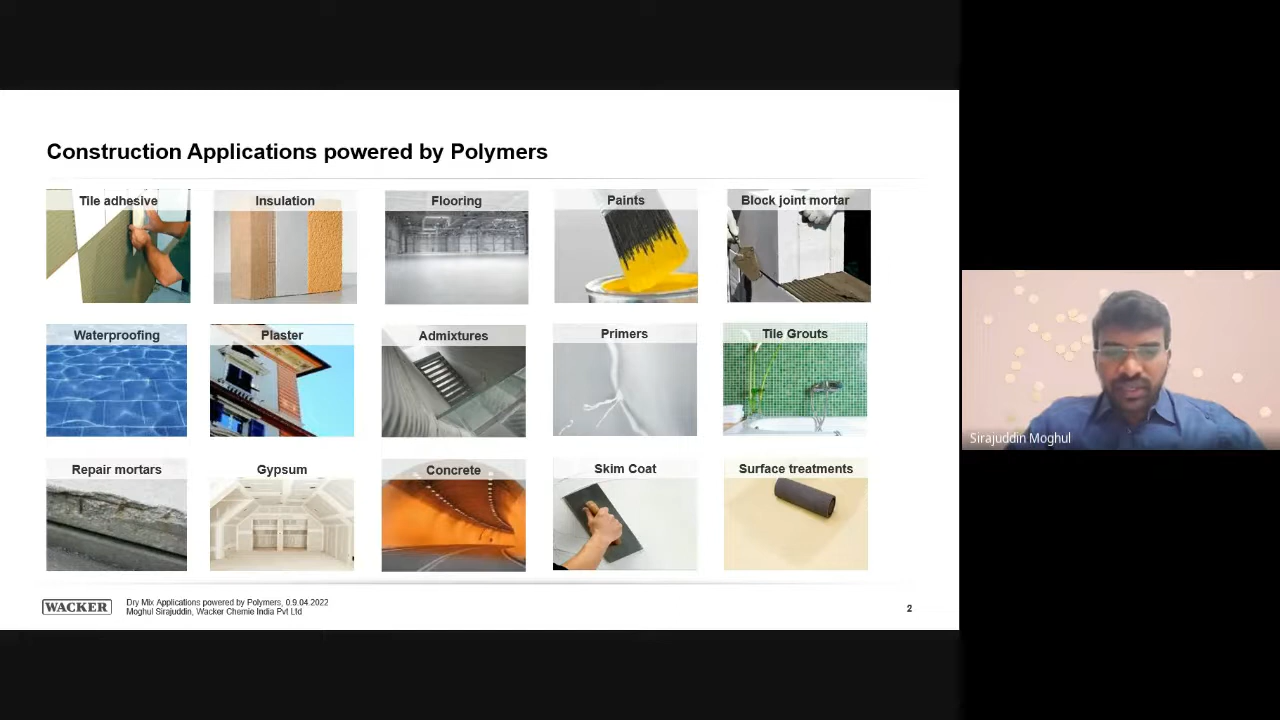 Construction Applications powered by Polymers
Tile adhesive
Insulation
Flooring
Paints
Block joint mortar
Waterproofing
Plaster
Admixtures
Primers
Tile Grouts
Repair mortars
Gypsum
Concrete
Skim Coat
Surface treatments
WACKER
Dry Mix Applications powered by Polymers, 0.9.04.2022
Moghul Sirajuddin, Wacker Chemie India Pvt Ltd
2
Sirajuddin Moghul